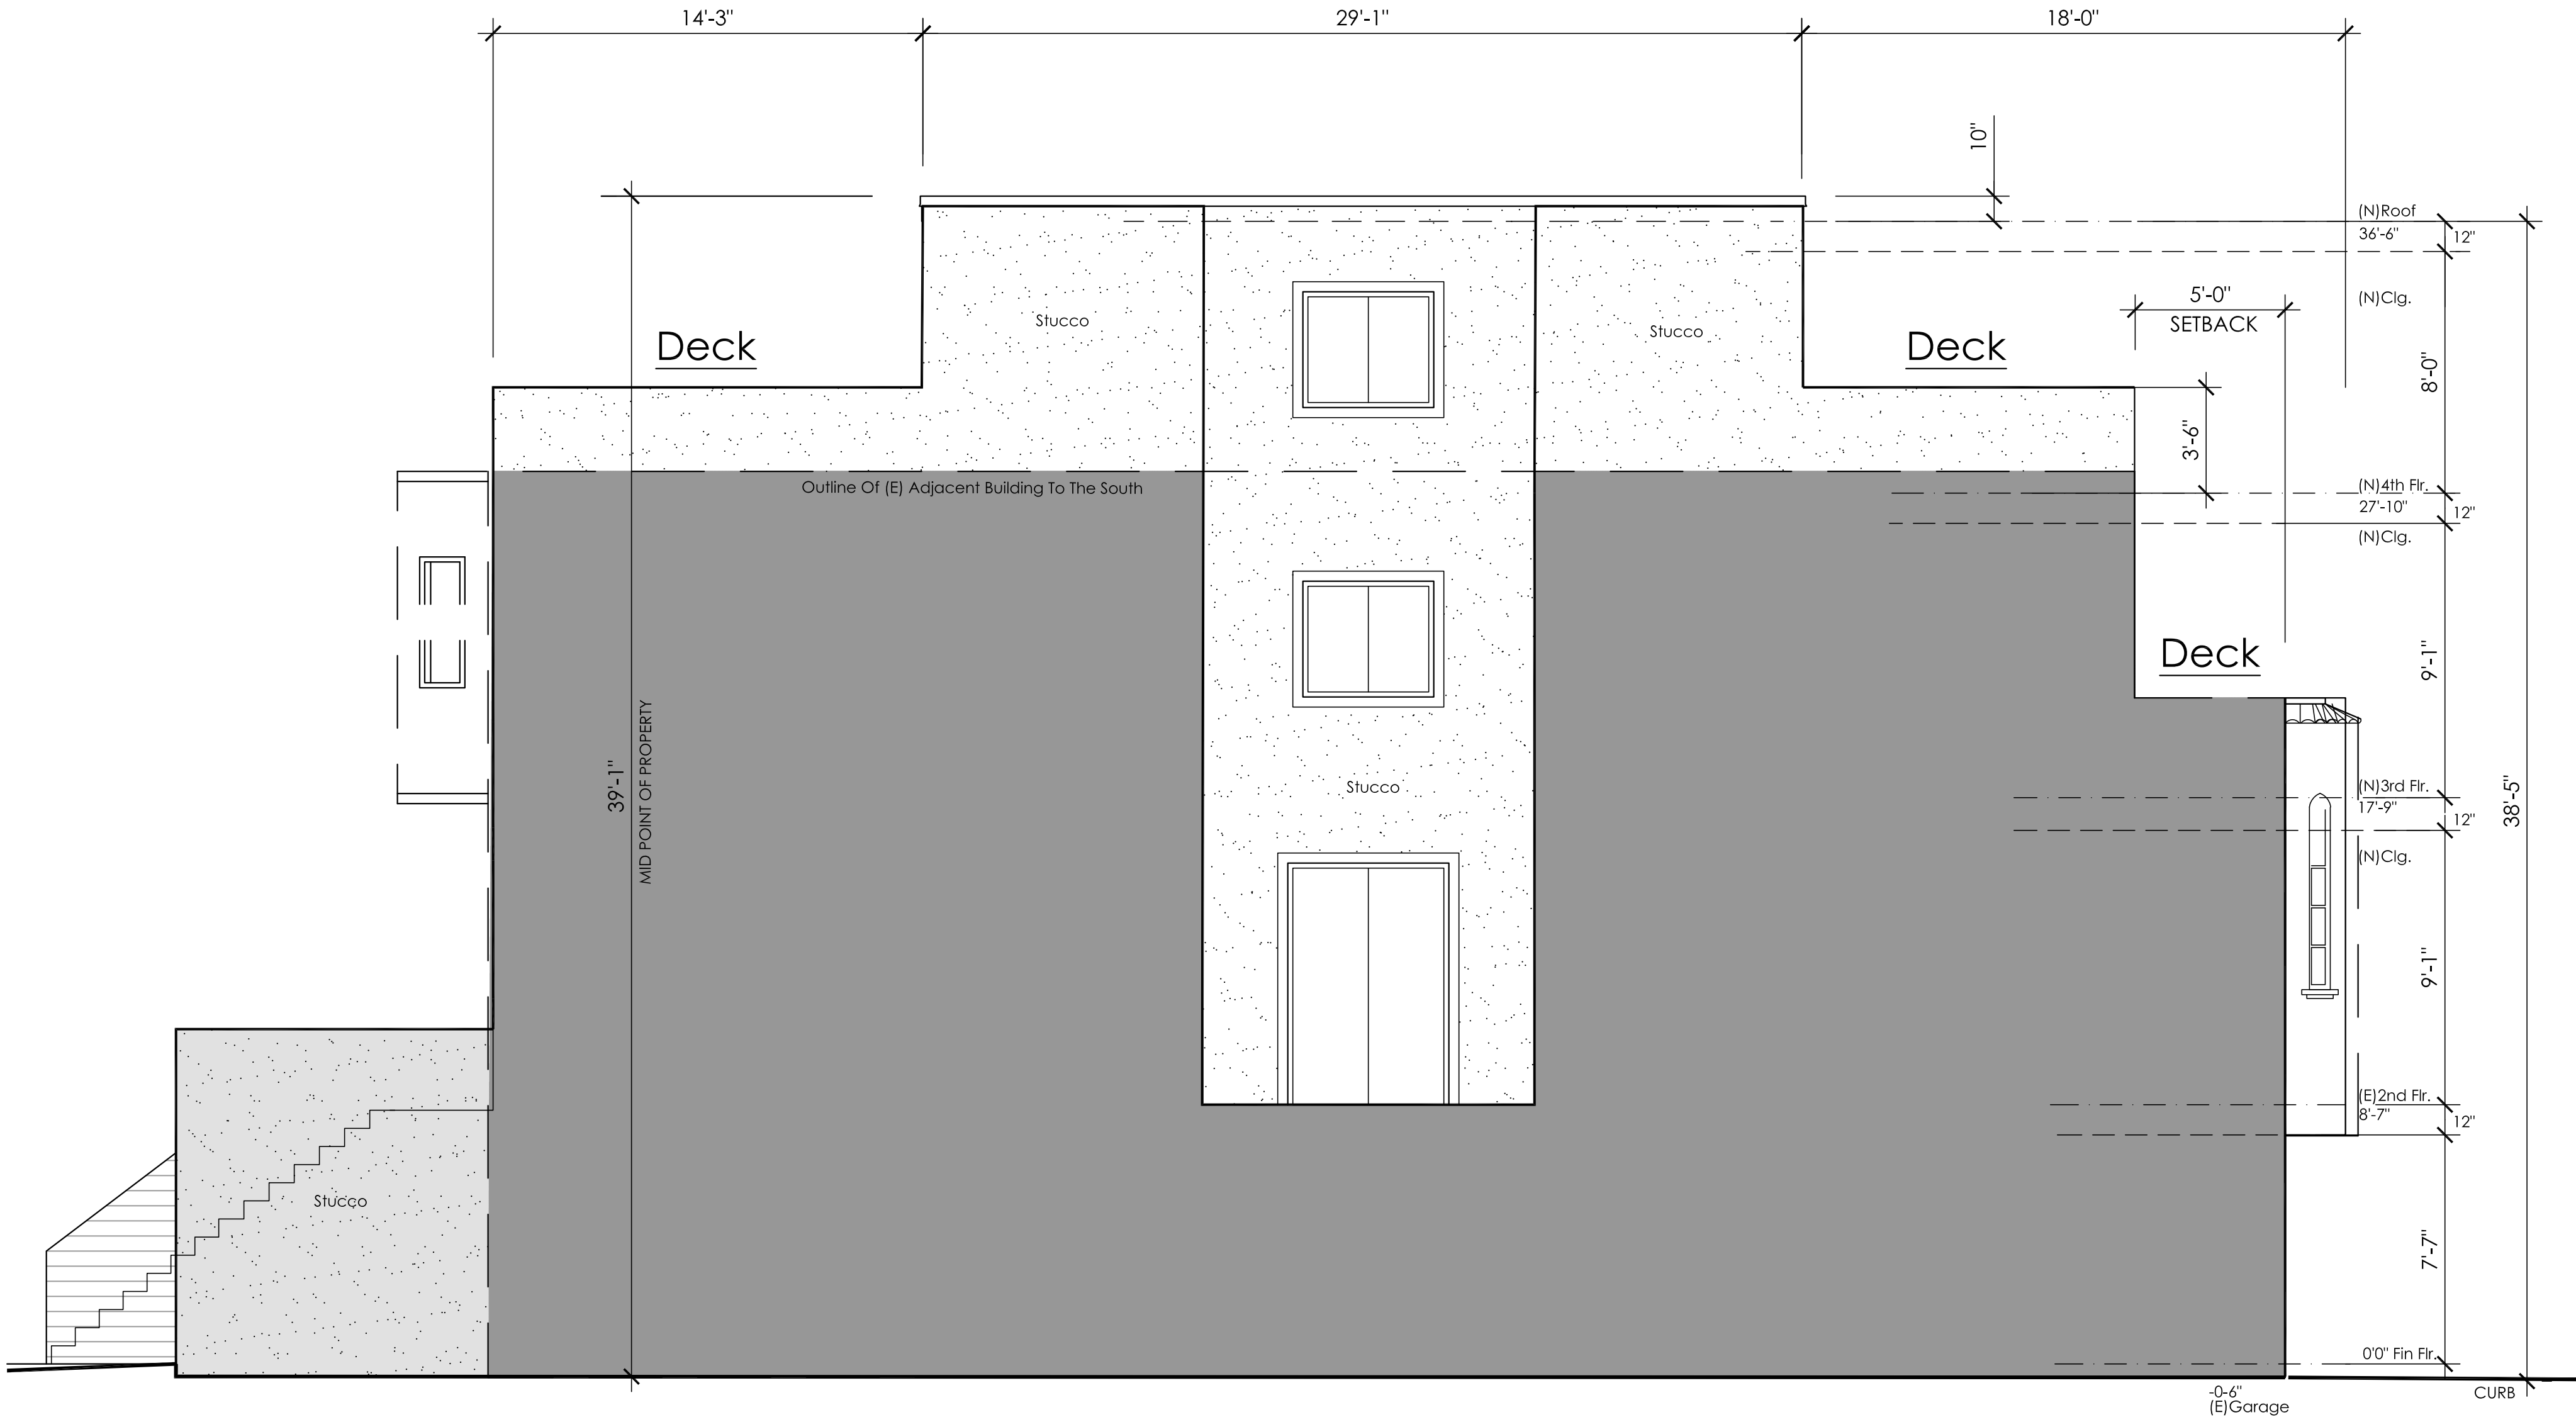 14'-3"
29'-1"
18'-0"
10"
(N)Roof
36'-6"
12"
(N)Clg.
5'-0"
SETBACK
Stucco
Stucco
Deck
Deck
8'-0"
3'-6"
Outline Of (E) Adjacent Building To The South
(N)4th Flr.
27'-10"
12"
(N)Clg.
Deck
9'-1"
39'-1"
MID POINT OF PROPERTY
Stucco
(N)3rd Flr.
17'-9"
12"
38'-5"
(N)Clg.
9'-1"
(E)2nd Flr.
8'-7"
12"
Stucco
7'-7"
0'0" Fin Flr.
-0-6"
(E)Garage
CURB